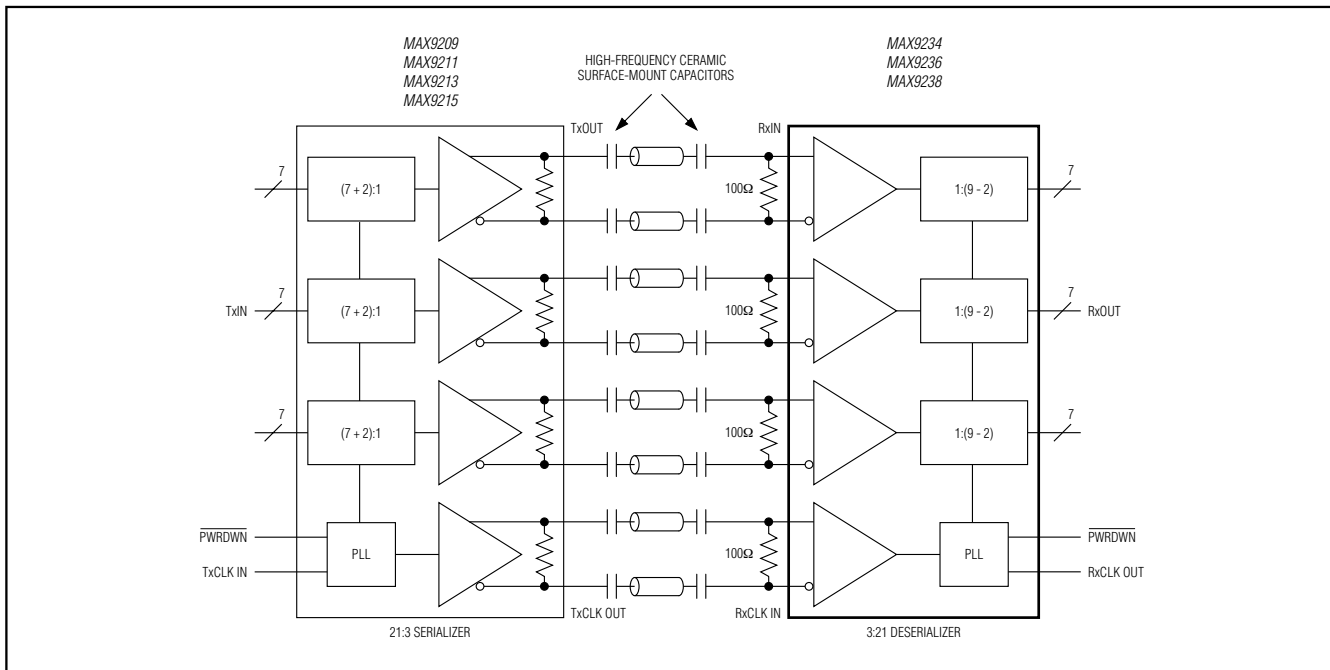 MAX9209
MAX9211
MAX9213
MAX9215
HIGH-FREQUENCY CERAMIC
SURFACE-MOUNT CAPACITORS
MAX9234
MAX9236
MAX9238
TxOUT
RxIN
7
(7 + 2):1
100Ω
1:(9 - 2)
7
TxIN
7
(7 + 2):1
100Ω
1:(9 - 2)
7
RxOUT
7
(7 + 2):1
100Ω
1:(9 - 2)
7
PWRDWN
TxCLK IN
PLL
100Ω
PLL
PWRDWN
RxCLK OUT
TxCLK OUT
RxCLK IN
21:3 SERIALIZER
3:21 DESERIALIZER